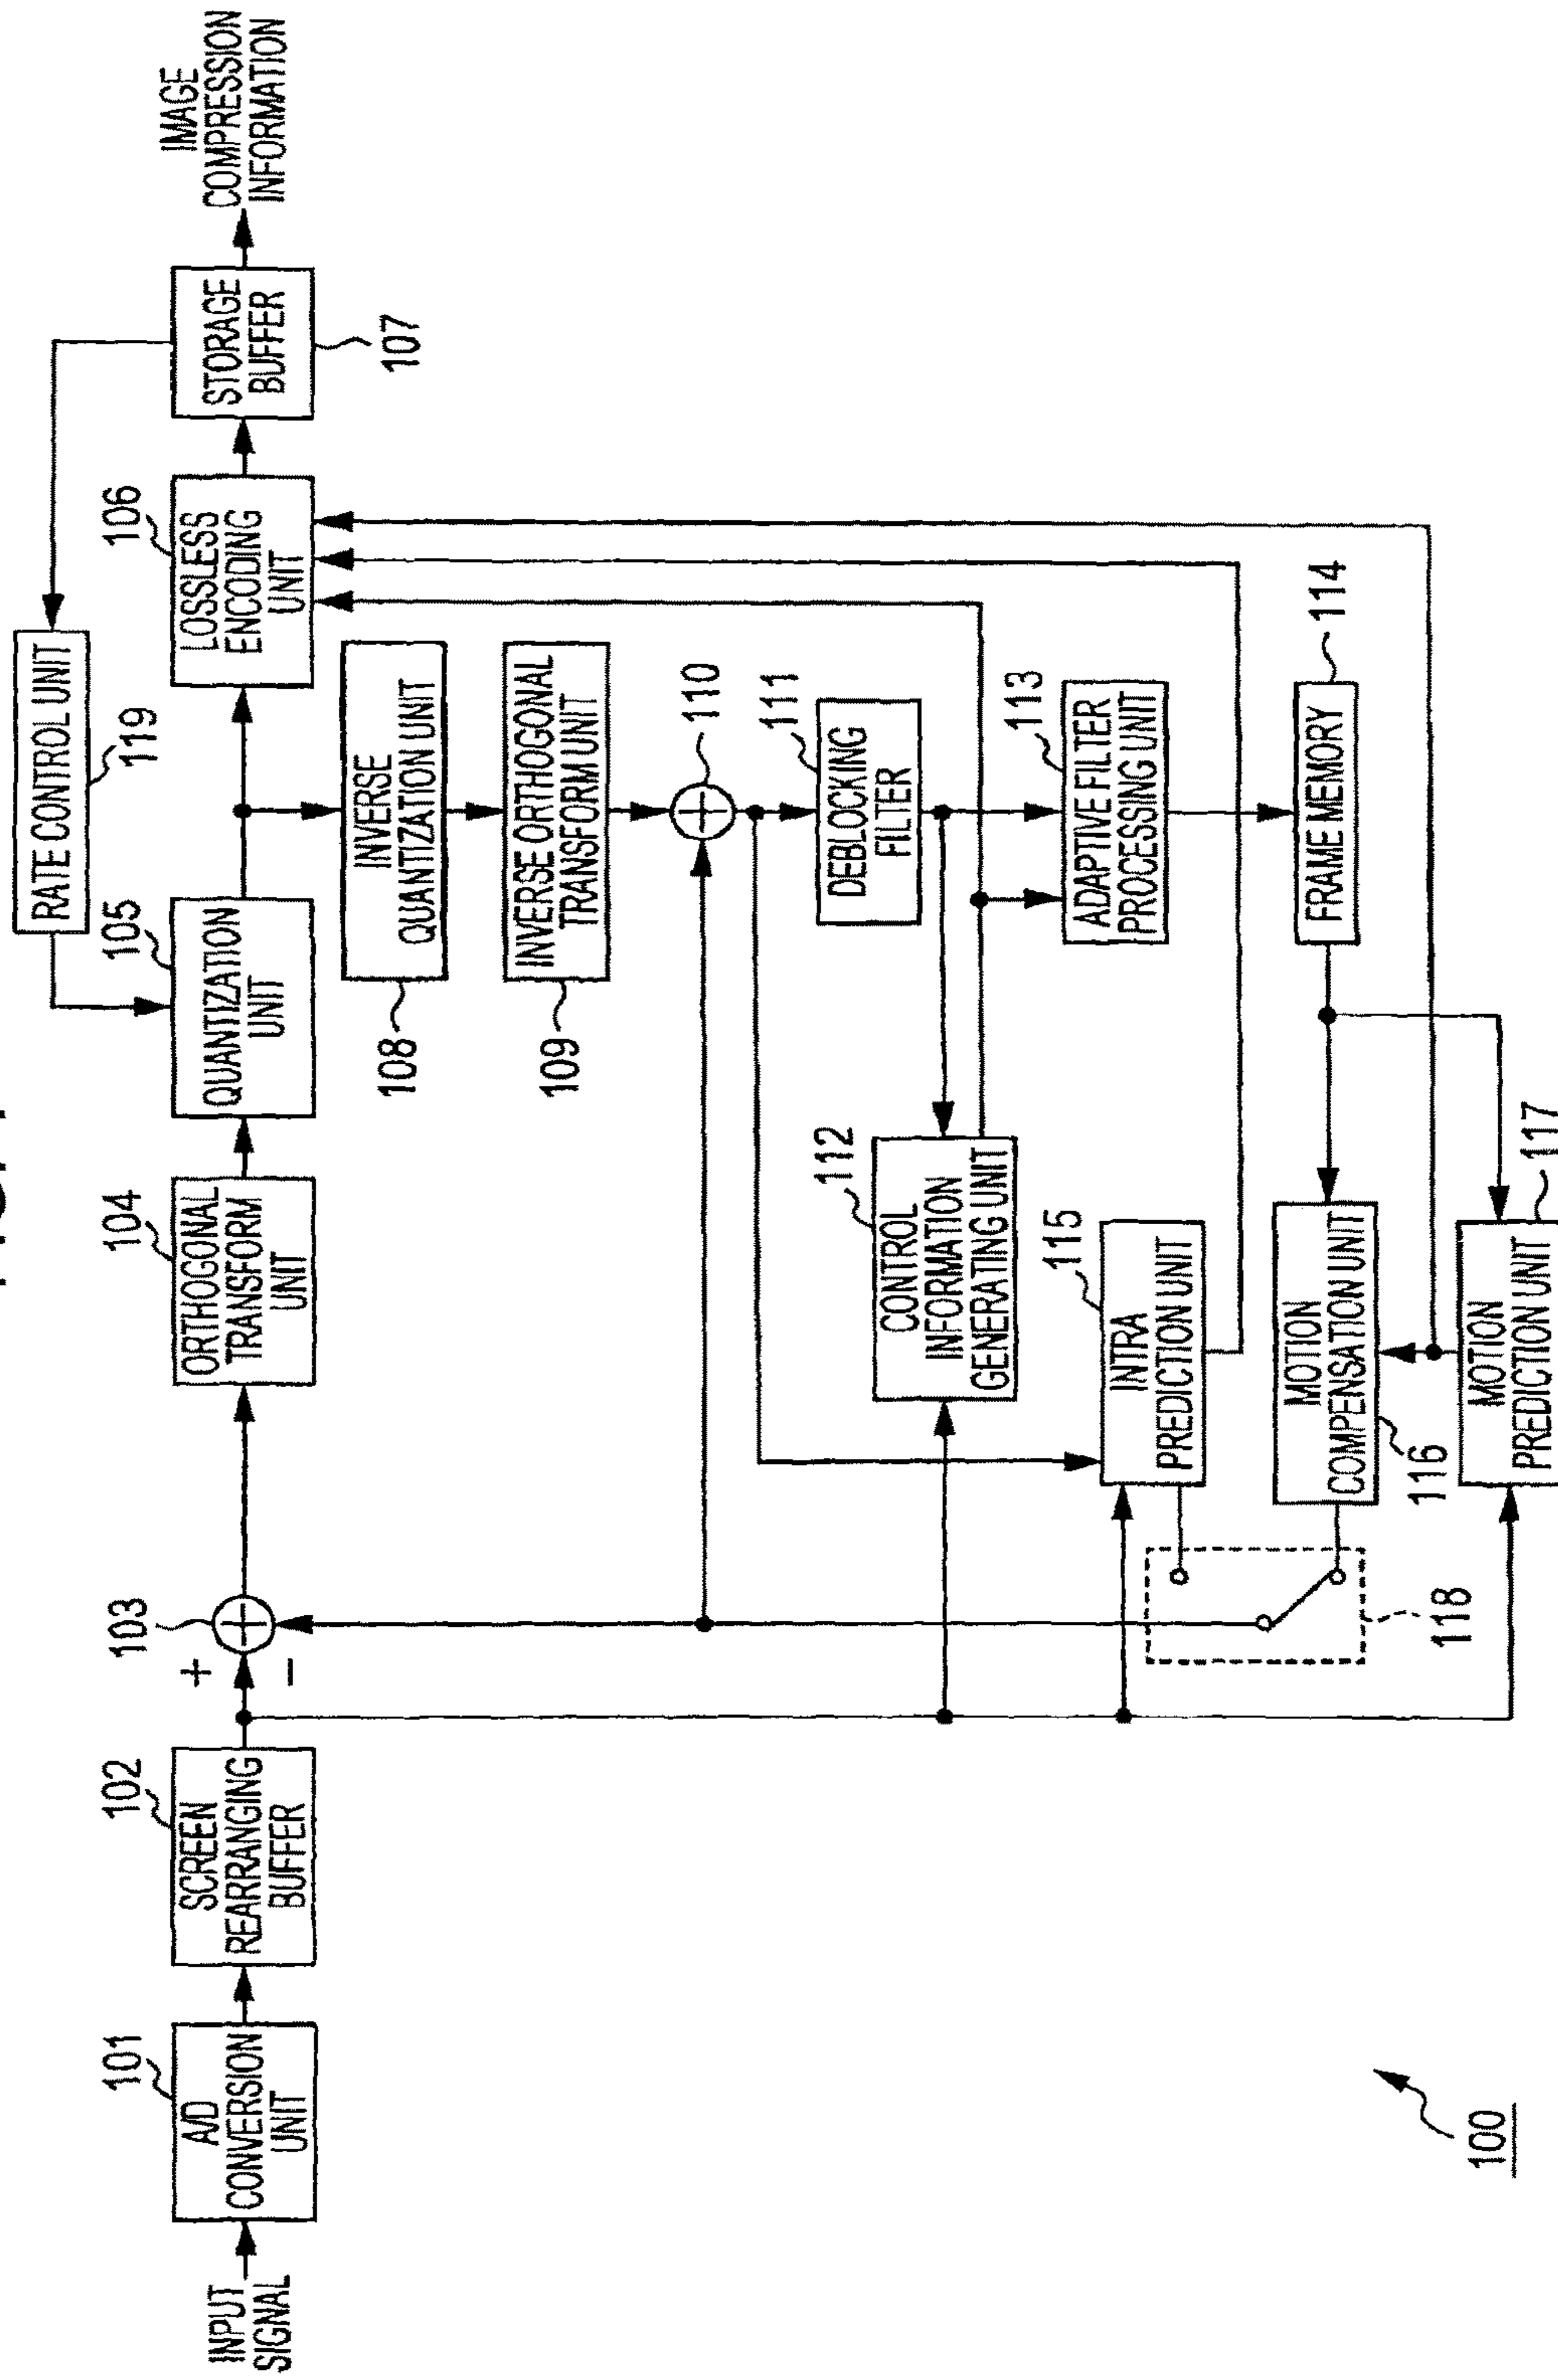 RATE CONTROL UNIT
119
IMAGE
COMPRESSION
INFORMATION
INPUT
SIGNAL
101
A/D
CONVERSION
UNIT
102
SCREEN
REARRANGING
BUFFER
103
+
−
104
ORTHOGONAL
TRANSFORM
UNIT
105
QUANTIZATION
UNIT
106
LOSSLESS
ENCODING
UNIT
STORAGE
BUFFER
107
INVERSE
QUANTIZATION UNIT
108
INVERSE ORTHOGONAL
TRANSFORM UNIT
109
110
111
DEBLOCKING
FILTER
112
CONTROL
INFORMATION
GENERATING UNIT
113
ADAPTIVE FILTER
PROCESSING UNIT
114
FRAME MEMORY
115
INTRA
PREDICTION UNIT
MOTION
COMPENSATION UNIT
116
117
MOTION
PREDICTION UNIT
118
100